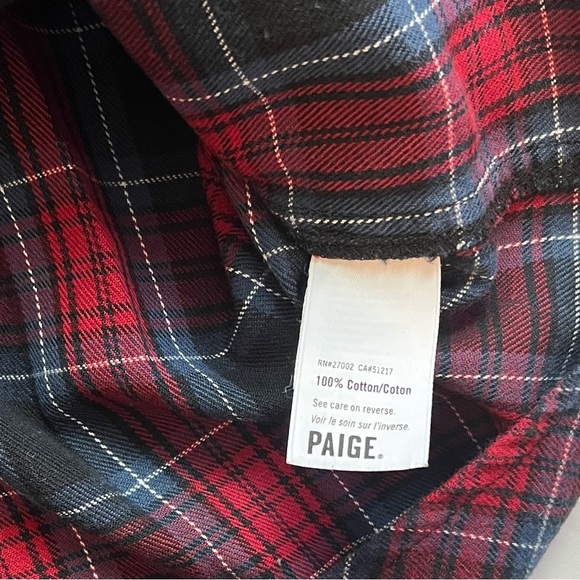 RN#27002 CA#51217
100% Cotton/Coton
See care on reverse.
Voir le soin sur l'inverse.
PAIGE®